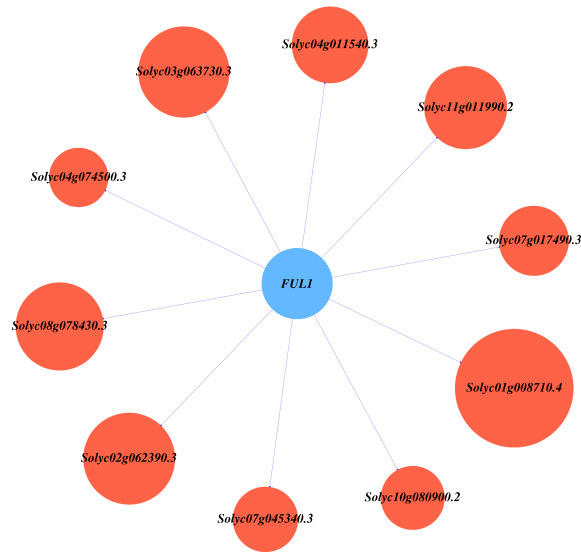 Solyc04g011540.3
Solyc03g063730.3
Solyc11g011990.2
Solyc04g074500.3
Solyc07g017490.3
FUL1
Solyc08g078430.3
Solyc01g008710.4
Solyc02g062390.3
Solyc10g080900.2
Solyc07g045340.3